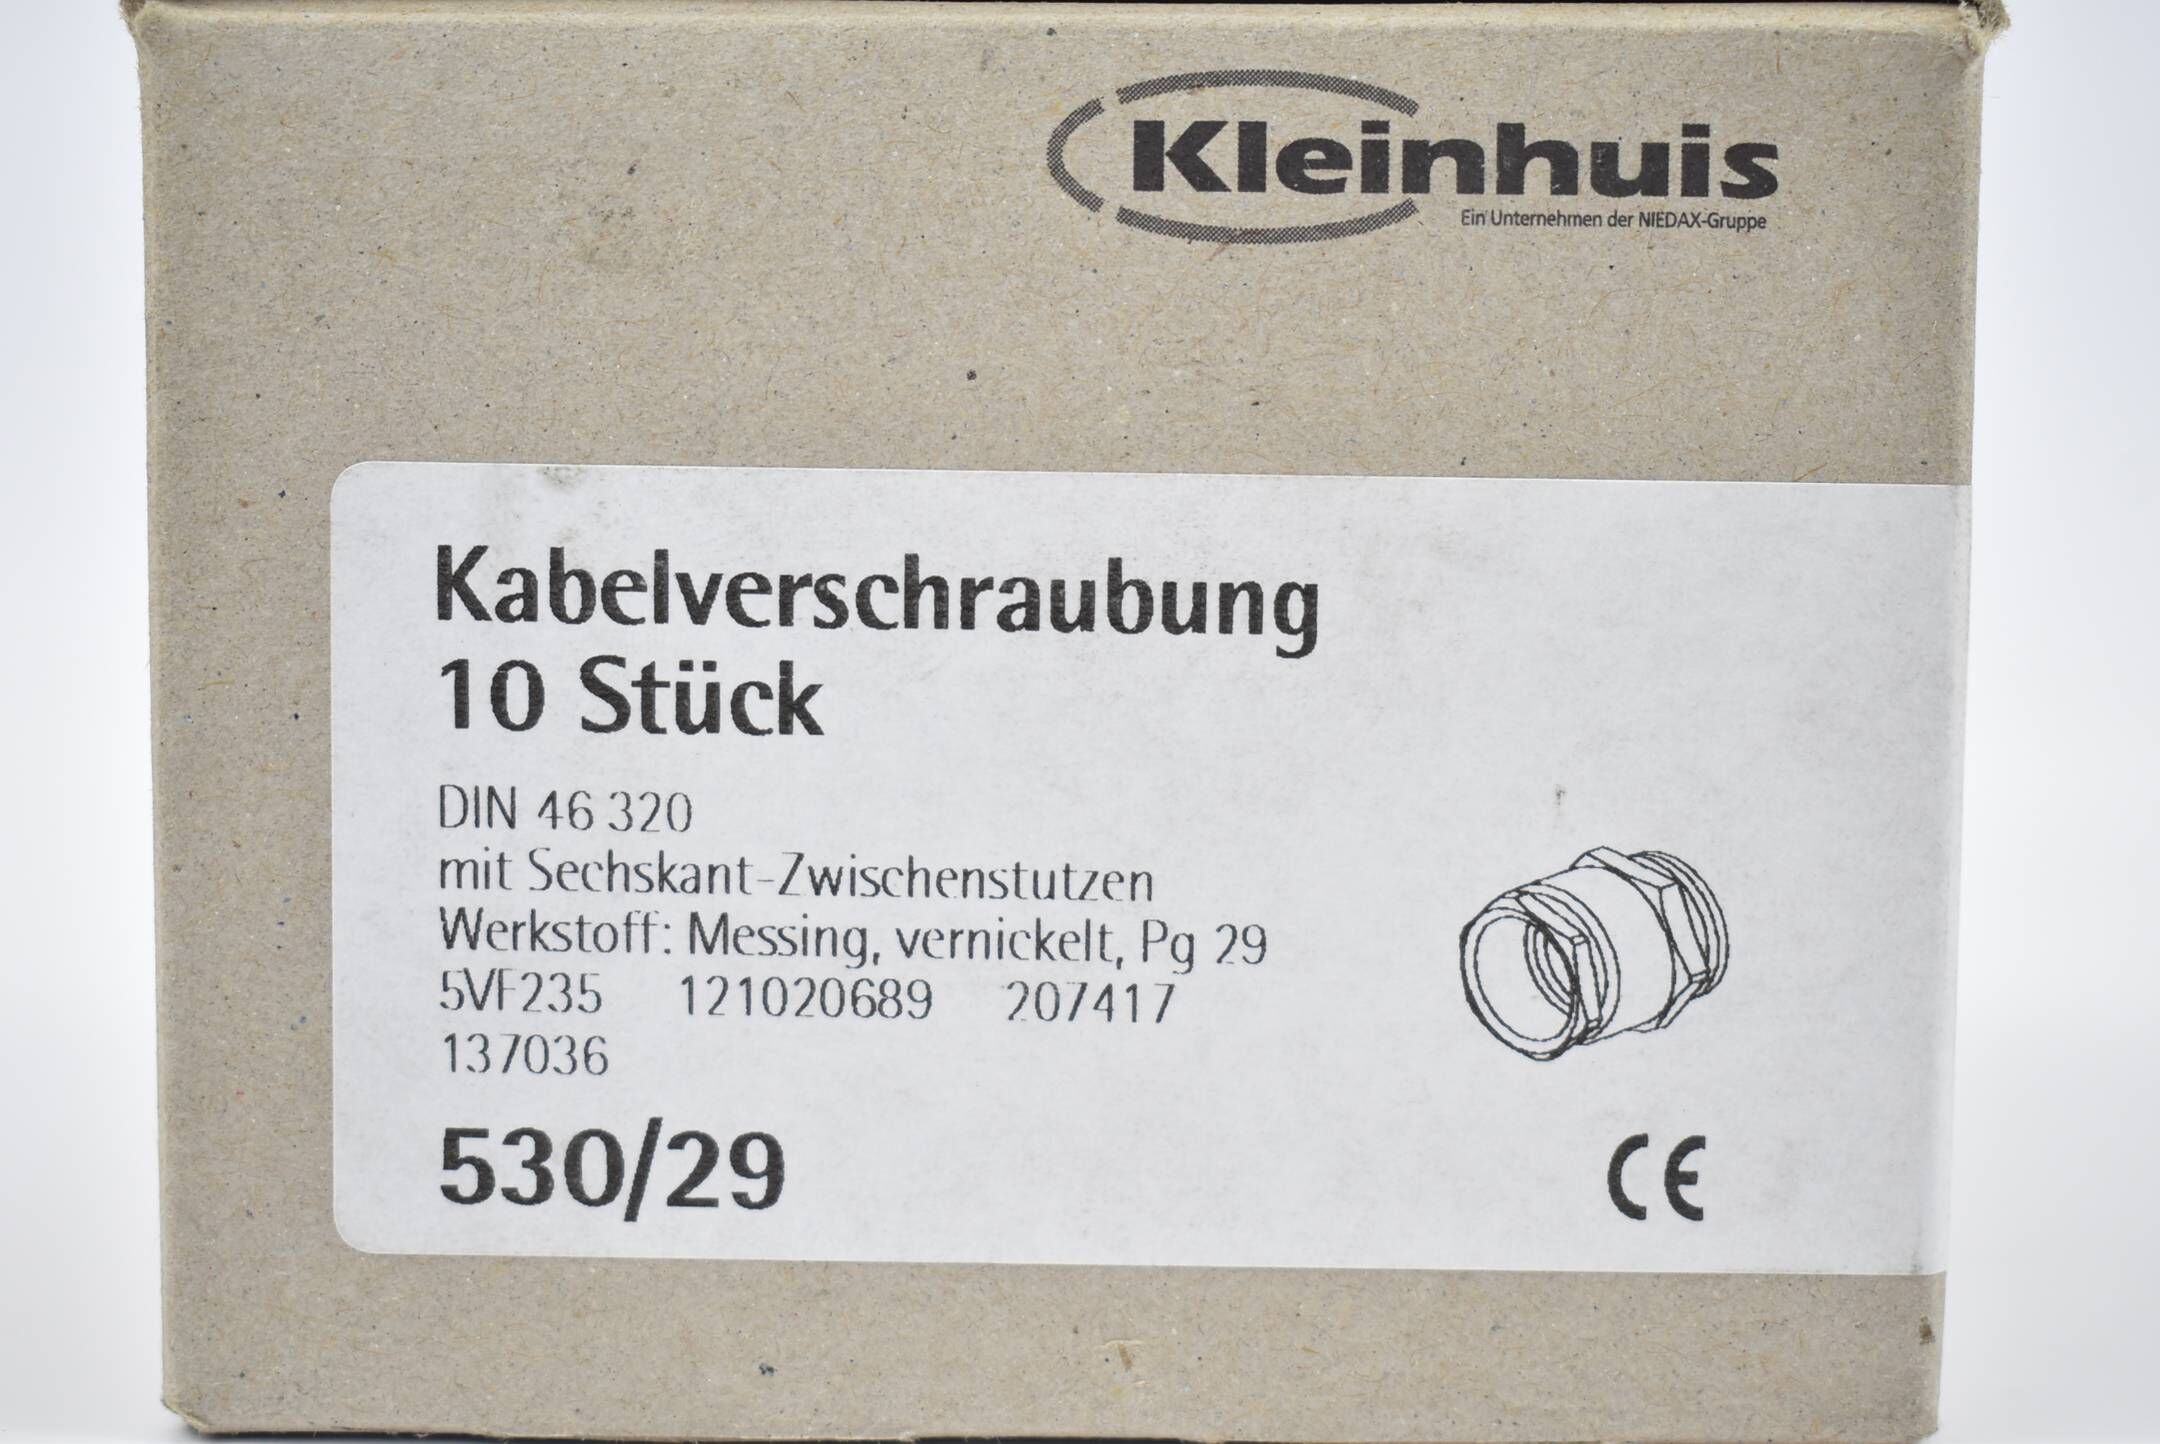 Kleinhuis
Ein Unternehmen der NIEDAX-Gruppe
Kabelverschraubung
10 Stück
DIN 46 320
mit Sechskant-Zwischenstutzen
Werkstoff: Messing, vernickelt, Pg 29
5VF235 121020689 207417
137036
530/29
CE